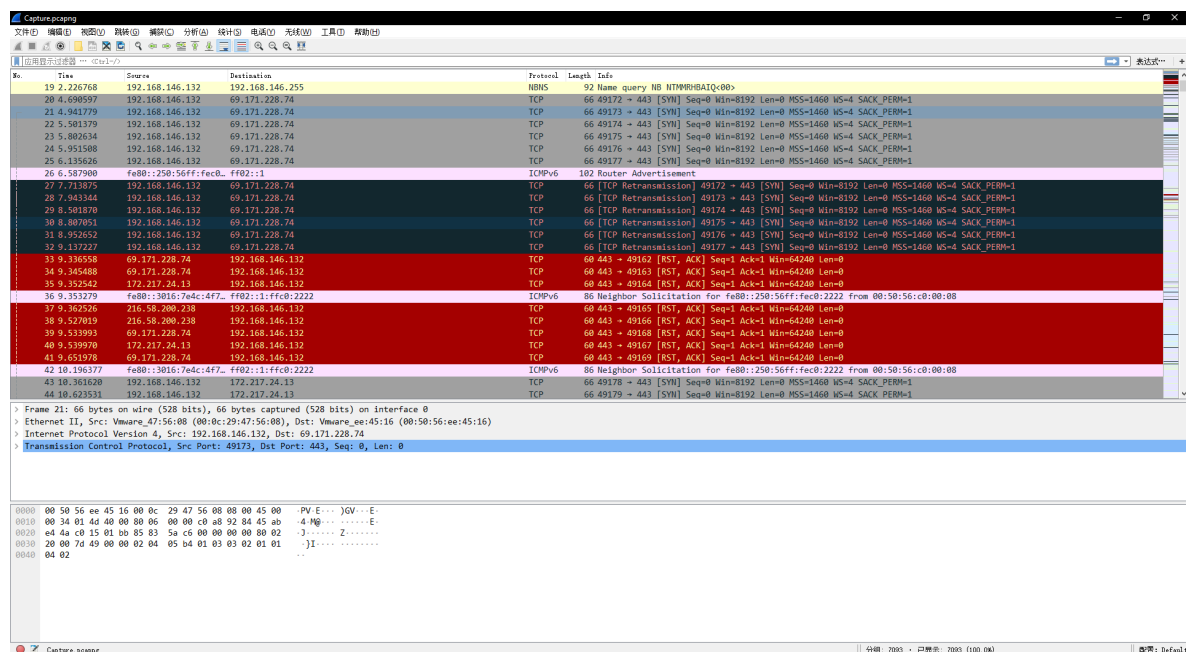 Capture.pcapng
文件(F) 编辑(E) 视图(V) 跳转(G) 捕获(C) 分析(A) 统计(S) 电话(Y) 无线(W) 工具(T) 帮助(H)
应用显示过滤器 … <Ctrl-/> 表达式… +
No. Time Source Destination Protocol Length Info
19 2.226768 192.168.146.132 192.168.146.255 NBNS 92 Name query NB NTMMRHBAIQ<00>
20 4.690597 192.168.146.132 69.171.228.74 TCP 66 49172 → 443 [SYN] Seq=0 Win=8192 Len=0 MSS=1460 WS=4 SACK_PERM=1
21 4.941779 192.168.146.132 69.171.228.74 TCP 66 49173 → 443 [SYN] Seq=0 Win=8192 Len=0 MSS=1460 WS=4 SACK_PERM=1
22 5.501379 192.168.146.132 69.171.228.74 TCP 66 49174 → 443 [SYN] Seq=0 Win=8192 Len=0 MSS=1460 WS=4 SACK_PERM=1
23 5.802634 192.168.146.132 69.171.228.74 TCP 66 49175 → 443 [SYN] Seq=0 Win=8192 Len=0 MSS=1460 WS=4 SACK_PERM=1
24 5.951508 192.168.146.132 69.171.228.74 TCP 66 49176 → 443 [SYN] Seq=0 Win=8192 Len=0 MSS=1460 WS=4 SACK_PERM=1
25 6.135626 192.168.146.132 69.171.228.74 TCP 66 49177 → 443 [SYN] Seq=0 Win=8192 Len=0 MSS=1460 WS=4 SACK_PERM=1
26 6.587900 fe80::250:56ff:fec0… ff02::1 ICMPv6 102 Router Advertisement
27 7.713875 192.168.146.132 69.171.228.74 TCP 66 [TCP Retransmission] 49172 → 443 [SYN] Seq=0 Win=8192 Len=0 MSS=1460 WS=4 SACK_PERM=1
28 7.943344 192.168.146.132 69.171.228.74 TCP 66 [TCP Retransmission] 49173 → 443 [SYN] Seq=0 Win=8192 Len=0 MSS=1460 WS=4 SACK_PERM=1
29 8.501870 192.168.146.132 69.171.228.74 TCP 66 [TCP Retransmission] 49174 → 443 [SYN] Seq=0 Win=8192 Len=0 MSS=1460 WS=4 SACK_PERM=1
30 8.807051 192.168.146.132 69.171.228.74 TCP 66 [TCP Retransmission] 49175 → 443 [SYN] Seq=0 Win=8192 Len=0 MSS=1460 WS=4 SACK_PERM=1
31 8.952652 192.168.146.132 69.171.228.74 TCP 66 [TCP Retransmission] 49176 → 443 [SYN] Seq=0 Win=8192 Len=0 MSS=1460 WS=4 SACK_PERM=1
32 9.137227 192.168.146.132 69.171.228.74 TCP 66 [TCP Retransmission] 49177 → 443 [SYN] Seq=0 Win=8192 Len=0 MSS=1460 WS=4 SACK_PERM=1
33 9.336558 69.171.228.74 192.168.146.132 TCP 60 443 → 49162 [RST, ACK] Seq=1 Ack=1 Win=64240 Len=0
34 9.345488 69.171.228.74 192.168.146.132 TCP 60 443 → 49163 [RST, ACK] Seq=1 Ack=1 Win=64240 Len=0
35 9.352542 172.217.24.13 192.168.146.132 TCP 60 443 → 49164 [RST, ACK] Seq=1 Ack=1 Win=64240 Len=0
36 9.353279 fe80::3016:7e4c:4f7… ff02::1:ffc0:2222 ICMPv6 86 Neighbor Solicitation for fe80::250:56ff:fec0:2222 from 00:50:56:c0:00:08
37 9.362526 216.58.200.238 192.168.146.132 TCP 60 443 → 49165 [RST, ACK] Seq=1 Ack=1 Win=64240 Len=0
38 9.527019 216.58.200.238 192.168.146.132 TCP 60 443 → 49166 [RST, ACK] Seq=1 Ack=1 Win=64240 Len=0
39 9.533993 69.171.228.74 192.168.146.132 TCP 60 443 → 49168 [RST, ACK] Seq=1 Ack=1 Win=64240 Len=0
40 9.539970 172.217.24.13 192.168.146.132 TCP 60 443 → 49167 [RST, ACK] Seq=1 Ack=1 Win=64240 Len=0
41 9.651978 69.171.228.74 192.168.146.132 TCP 60 443 → 49169 [RST, ACK] Seq=1 Ack=1 Win=64240 Len=0
42 10.196377 fe80::3016:7e4c:4f7… ff02::1:ffc0:2222 ICMPv6 86 Neighbor Solicitation for fe80::250:56ff:fec0:2222 from 00:50:56:c0:00:08
43 10.361620 192.168.146.132 172.217.24.13 TCP 66 49178 → 443 [SYN] Seq=0 Win=8192 Len=0 MSS=1460 WS=4 SACK_PERM=1
44 10.623531 192.168.146.132 172.217.24.13 TCP 66 49179 → 443 [SYN] Seq=0 Win=8192 Len=0 MSS=1460 WS=4 SACK_PERM=1
Frame 21: 66 bytes on wire (528 bits), 66 bytes captured (528 bits) on interface 0
Ethernet II, Src: Vmware_47:56:08 (00:0c:29:47:56:08), Dst: Vmware_ee:45:16 (00:50:56:ee:45:16)
Internet Protocol Version 4, Src: 192.168.146.132, Dst: 69.171.228.74
Transmission Control Protocol, Src Port: 49173, Dst Port: 443, Seq: 0, Len: 0
0000 00 50 56 ee 45 16 00 0c 29 47 56 08 08 00 45 00 ·PV·E··· )GV···E·
0010 00 34 01 4d 40 00 80 06 00 00 c0 a8 92 84 45 ab ·4·M@··· ······E·
0020 e4 4a c0 15 01 bb 85 83 5a c6 00 00 00 00 80 02 ·J······ Z·······
0030 20 00 7d 49 00 00 02 04 05 b4 01 03 03 02 01 01 ·}I···· ········
0040 04 02 ··
Capture.pcapng 分组: 7093 · 已显示: 7093 (100.0%) 配置: Default